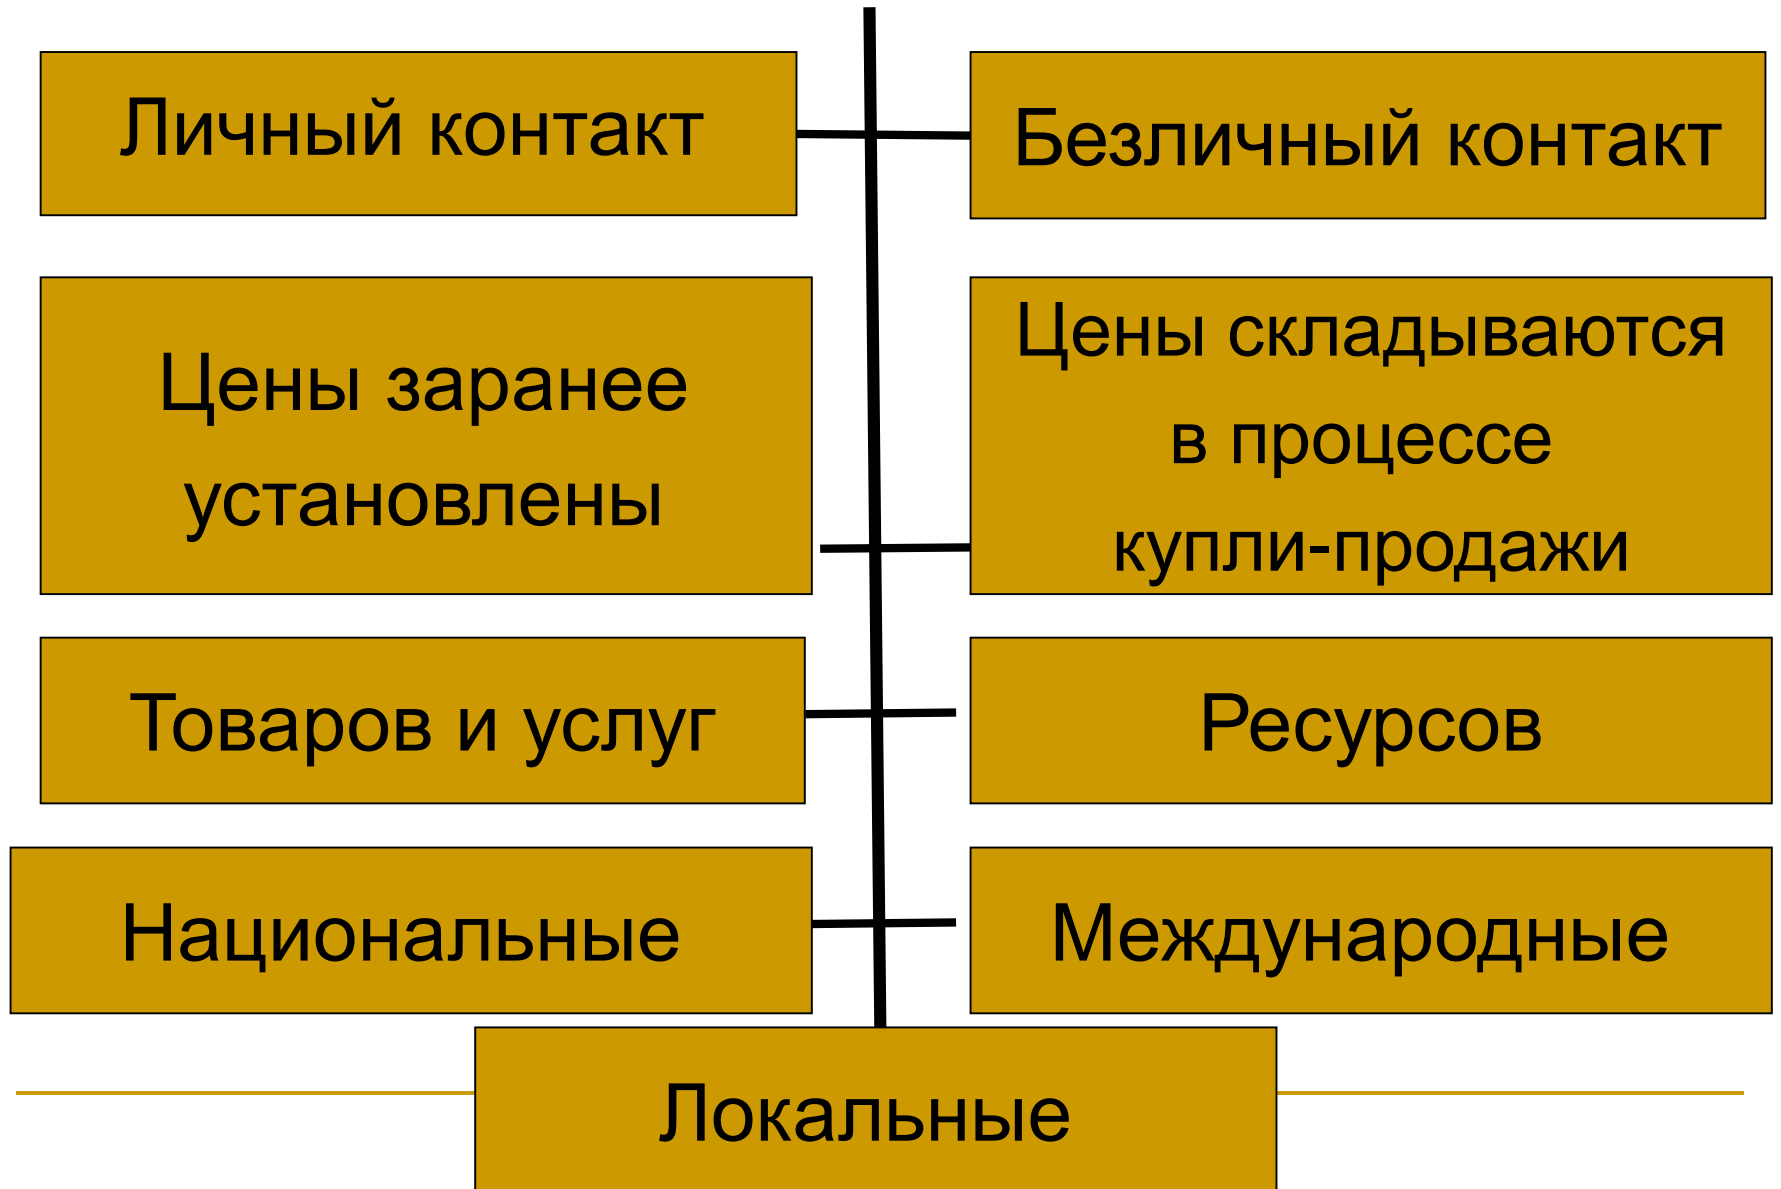 Личный контакт
Безличный контакт
Цены заранее
установлены
Цены складываются
в процессе
купли-продажи
Товаров и услуг
Ресурсов
Национальные
Международные
Локальные